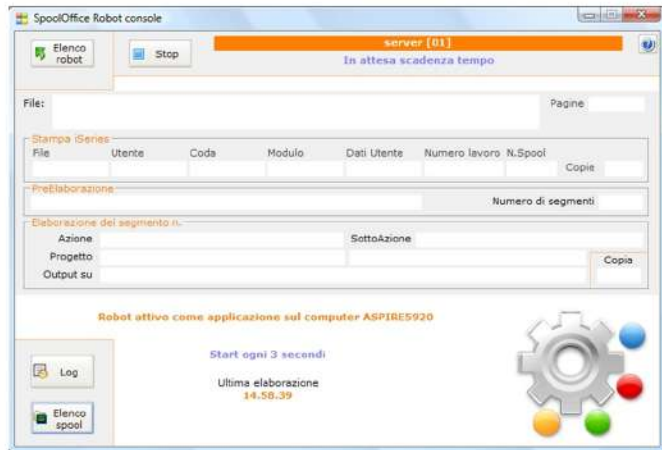 SpoolOffice Robot console
Elenco robot
Stop
server [01]
In attesa scadenza tempo
File:
Pagine
Stampa iSeries
File Utente Coda Modulo Dati Utente Numero lavoro N.Spool
Copie
PreElaborazione
Numero di segmenti
Elaborazione del segmento n.
Azione SottoAzione
Progetto
Copia
Output su
Robot attivo come applicazione sul computer ASPIRE5920
Start ogni 3 secondi
Log
Ultima elaborazione
14.58.39
Elenco spool